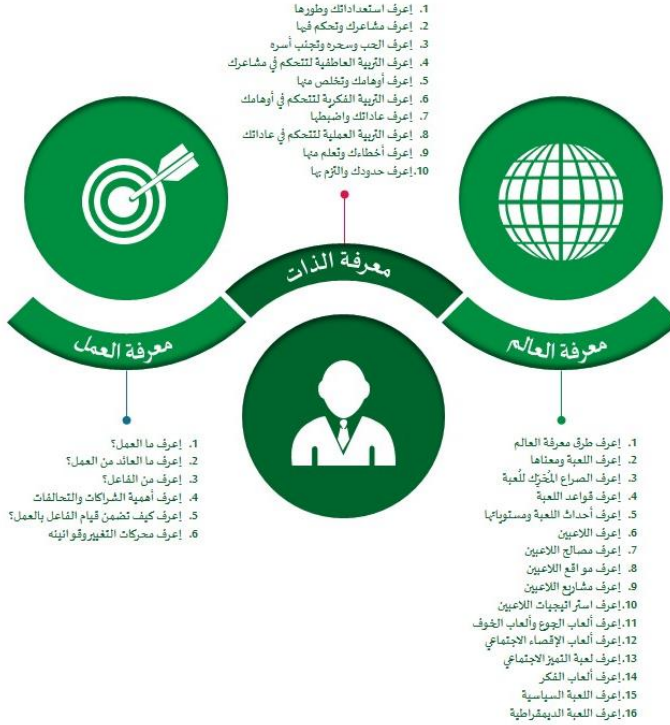 1. إعرف استعداداتك وطورها
2. إعرف مشاعرك وتحكم فيها
3. إعرف الحب وسحره وتجنب أسره
4. إعرف التربية العاطفية لتتحكم في مشاعرك
5. إعرف أوهامك وتخلص منها
6. إعرف التربية الفكرية لتتحكم في أوهامك
7. إعرف عاداتك واضبطها
8. إعرف التربية العملية لتتحكم في عاداتك
9. إعرف أخطاءك وتعلم منها
10. إعرف حدودك والتزم بها
معرفة الذات
معرفة العالم
معرفة العمل
1. إعرف طرق معرفة العالم
2. إعرف اللعبة ومعناها
3. إعرف الصراع المُحَرّك للُعبة
4. إعرف قواعد اللعبة
5. إعرف أحداث اللعبة ومستوياتها
6. إعرف اللاعبين
7. إعرف مصالح اللاعبين
8. إعرف مواقع اللاعبين
9. إعرف مشاريع اللاعبين
10. إعرف استراتيجيات اللاعبين
11. إعرف ألعاب الجوع وألعاب الخوف
12. إعرف ألعاب الإقصاء الاجتماعي
13. إعرف لعبة التميز الاجتماعي
14. إعرف ألعاب الفكر
15. إعرف اللعبة السياسية
16. إعرف اللعبة الديمقراطية
1. إعرف ما العمل؟
2. إعرف ما العائد من العمل؟
3. إعرف من الفاعل؟
4. إعرف أهمية الشراكات والتحالفات
5. إعرف كيف تضمن قيام الفاعل بالعمل؟
6. إعرف محركات التغيير وقوانينه